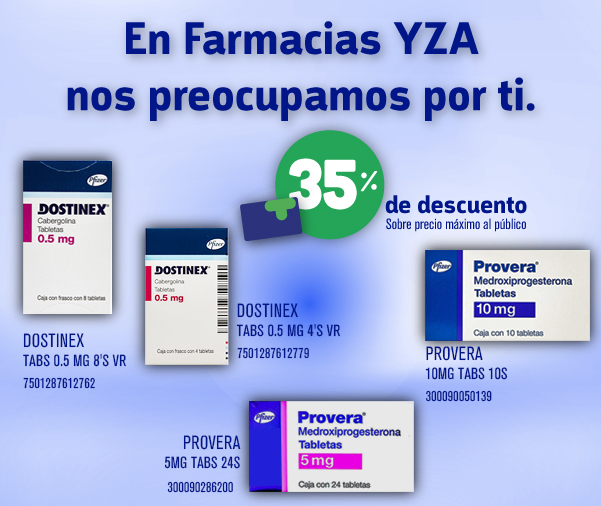 En Farmacias YZA
nos preocupamos por ti.
35%
de descuento
Sobre precio máximo al público
Pfizer
DOSTINEX®
Cabergolina
Tabletas
0.5 mg
Caja con frasco con 8 tabletas
DOSTINEX
TABS 0.5 MG 8'S VR
7501287612762
Pfizer
DOSTINEX®
Cabergolina
Tabletas
0.5 mg
Caja con frasco con 4 tabletas
DOSTINEX
TABS 0.5 MG 4'S VR
7501287612779
Pfizer
Provera®
Medroxiprogesterona
Tabletas
10 mg
Caja con 10 tabletas
PROVERA
10MG TABS 10S
300090050139
PROVERA
5MG TABS 24S
300090286200
Pfizer
Provera®
Medroxiprogesterona
Tabletas
5 mg
Caja con 24 tabletas